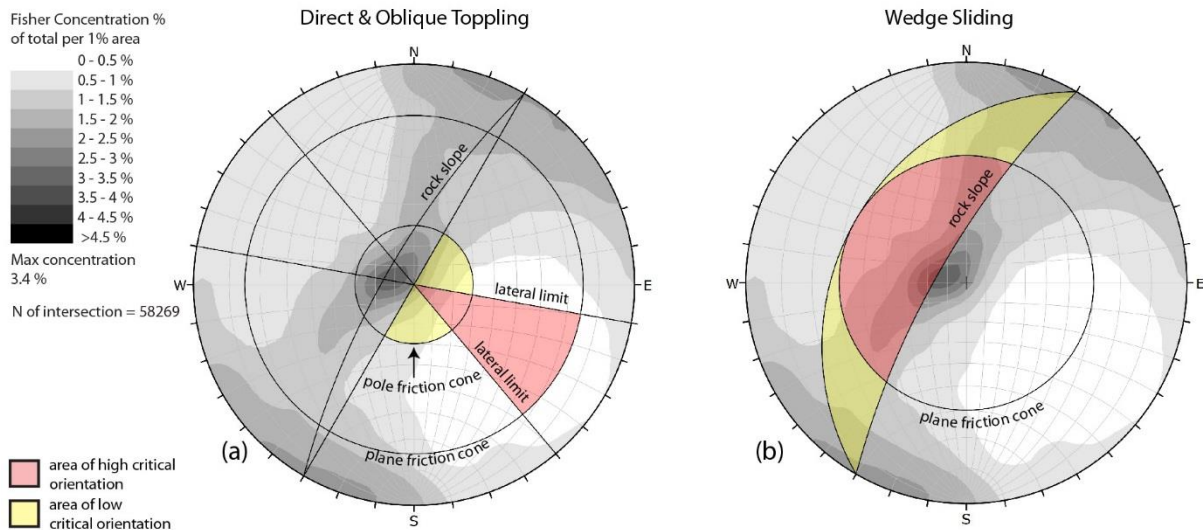 Fisher Concentration %
of total per 1% area
0 - 0.5 %
0.5 - 1 %
1 - 1.5 %
1.5 - 2 %
2 - 2.5 %
2.5 - 3 %
3 - 3.5 %
3.5 - 4 %
4 - 4.5 %
>4.5 %
Max concentration
3.4 %
N of intersection = 58269
area of high critical
orientation
area of low
critical orientation
Direct & Oblique Toppling
N
W
E
S
rock slope
lateral limit
lateral limit
pole friction cone
plane friction cone
(a)
Wedge Sliding
N
W
E
S
rock slope
plane friction cone
(b)